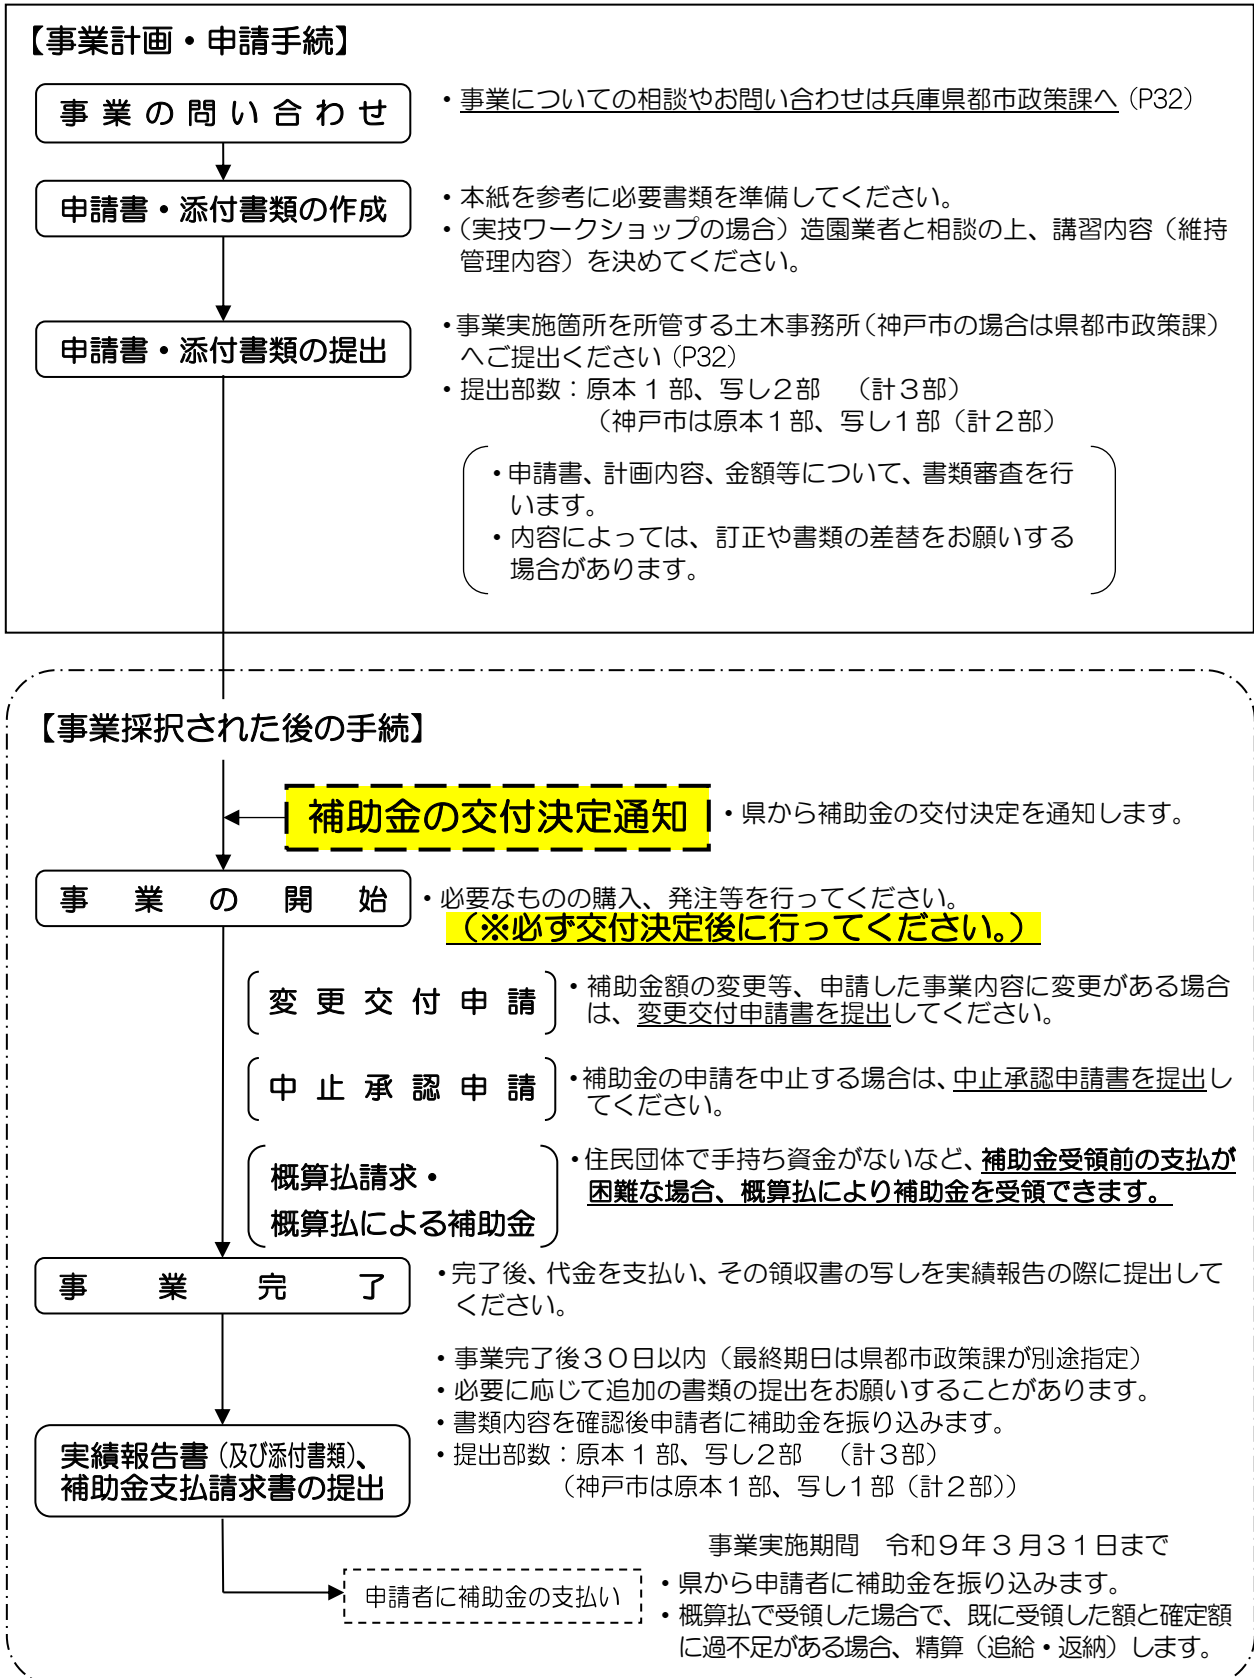 【事業計画・申請手続】
事業の問い合わせ
・事業についての相談やお問い合わせは兵庫県都市政策課へ（P32）
申請書・添付書類の作成
・本紙を参考に必要書類を準備してください。
・（実技ワークショップの場合）造園業者と相談の上、講習内容（維持
管理内容）を決めてください。
申請書・添付書類の提出
・事業実施箇所を所管する土木事務所（神戸市の場合は県都市政策課）
へご提出ください（P32）
・提出部数：原本１部、写し２部　（計３部）
（神戸市は原本１部、写し１部（計２部）
・申請書、計画内容、金額等について、書類審査を行
います。
・内容によっては、訂正や書類の差替をお願いする
場合があります。
【事業採択された後の手続】
補助金の交付決定通知
・県から補助金の交付決定を通知します。
事業の開始
・必要なものの購入、発注等を行ってください。
（※必ず交付決定後に行ってください。）
変更交付申請
・補助金額の変更等、申請した事業内容に変更がある場合
は、変更交付申請書を提出してください。
中止承認申請
・補助金の申請を中止する場合は、中止承認申請書を提出し
てください。
概算払請求・
概算払による補助金
・住民団体で手持ち資金がないなど、補助金受領前の支払が
困難な場合、概算払により補助金を受領できます。
事業完了
・完了後、代金を支払い、その領収書の写しを実績報告の際に提出して
ください。
・事業完了後３０日以内（最終期日は県都市政策課が別途指定）
・必要に応じて追加の書類の提出をお願いすることがあります。
・書類内容を確認後申請者に補助金を振り込みます。
・提出部数：原本１部、写し２部　（計３部）
（神戸市は原本１部、写し１部（計２部））
実績報告書（及び添付書類）、
補助金支払請求書の提出
事業実施期間　令和９年３月３１日まで
申請者に補助金の支払い
・県から申請者に補助金を振り込みます。
・概算払で受領した場合で、既に受領した額と確定額
に過不足がある場合、精算（追給・返納）します。